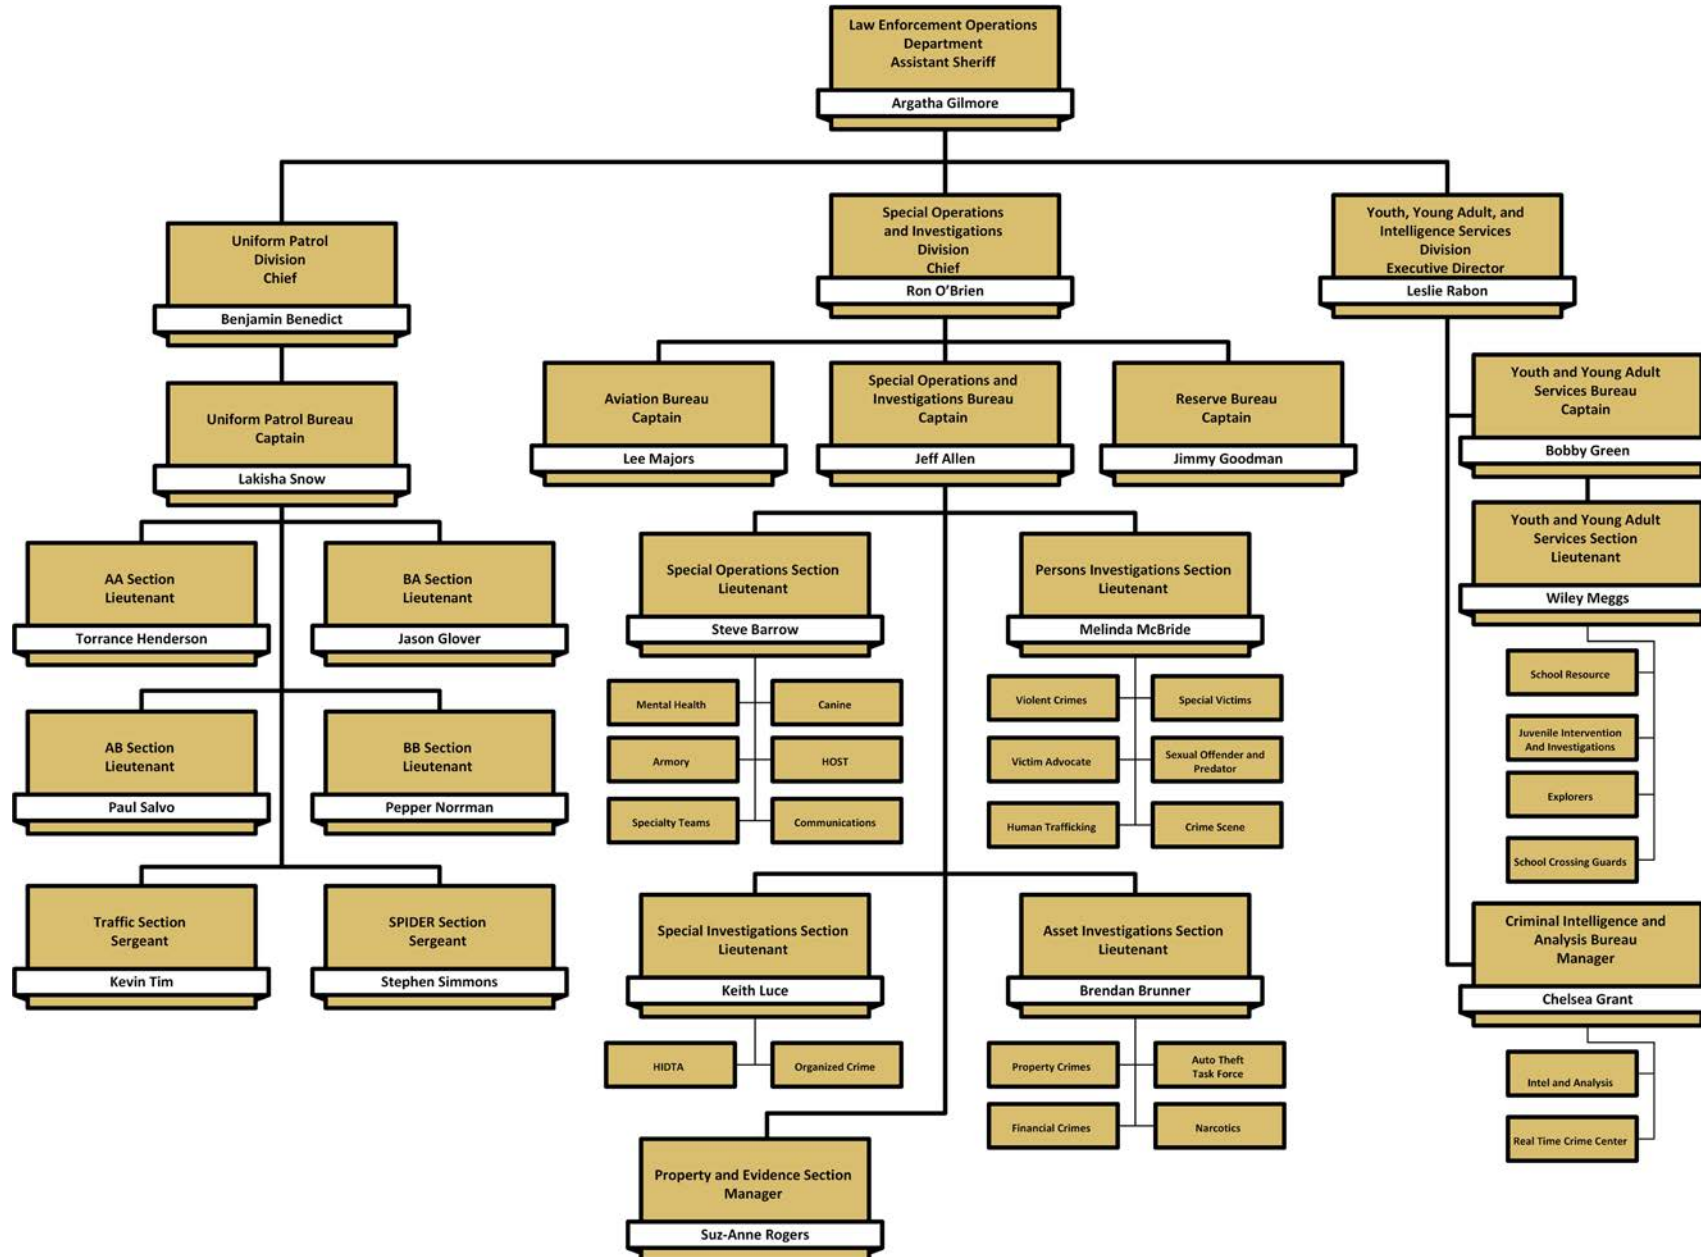 Law Enforcement Operations
Department
Assistant Sheriff
Argatha Gilmore
Uniform Patrol
Division
Chief
Benjamin Benedict
Special Operations
and Investigations
Division
Chief
Ron O’Brien
Youth, Young Adult, and
Intelligence Services
Division
Executive Director
Leslie Rabon
Uniform Patrol Bureau
Captain
Lakisha Snow
Aviation Bureau
Captain
Lee Majors
Special Operations and
Investigations Bureau
Captain
Jeff Allen
Reserve Bureau
Captain
Jimmy Goodman
Youth and Young Adult
Services Bureau
Captain
Bobby Green
AA Section
Lieutenant
Torrance Henderson
BA Section
Lieutenant
Jason Glover
AB Section
Lieutenant
Paul Salvo
BB Section
Lieutenant
Pepper Norrman
Traffic Section
Sergeant
Kevin Tim
SPIDER Section
Sergeant
Stephen Simmons
Special Operations Section
Lieutenant
Steve Barrow
Mental Health
Canine
Armory
HOST
Specialty Teams
Communications
Persons Investigations Section
Lieutenant
Melinda McBride
Violent Crimes
Special Victims
Victim Advocate
Sexual Offender and
Predator
Human Trafficking
Crime Scene
Special Investigations Section
Lieutenant
Keith Luce
HIDTA
Organized Crime
Asset Investigations Section
Lieutenant
Brendan Brunner
Property Crimes
Auto Theft
Task Force
Financial Crimes
Narcotics
Property and Evidence Section
Manager
Suz-Anne Rogers
Youth and Young Adult
Services Section
Lieutenant
Wiley Meggs
School Resource
Juvenile Intervention
And Investigations
Explorers
School Crossing Guards
Criminal Intelligence and
Analysis Bureau
Manager
Chelsea Grant
Intel and Analysis
Real Time Crime Center